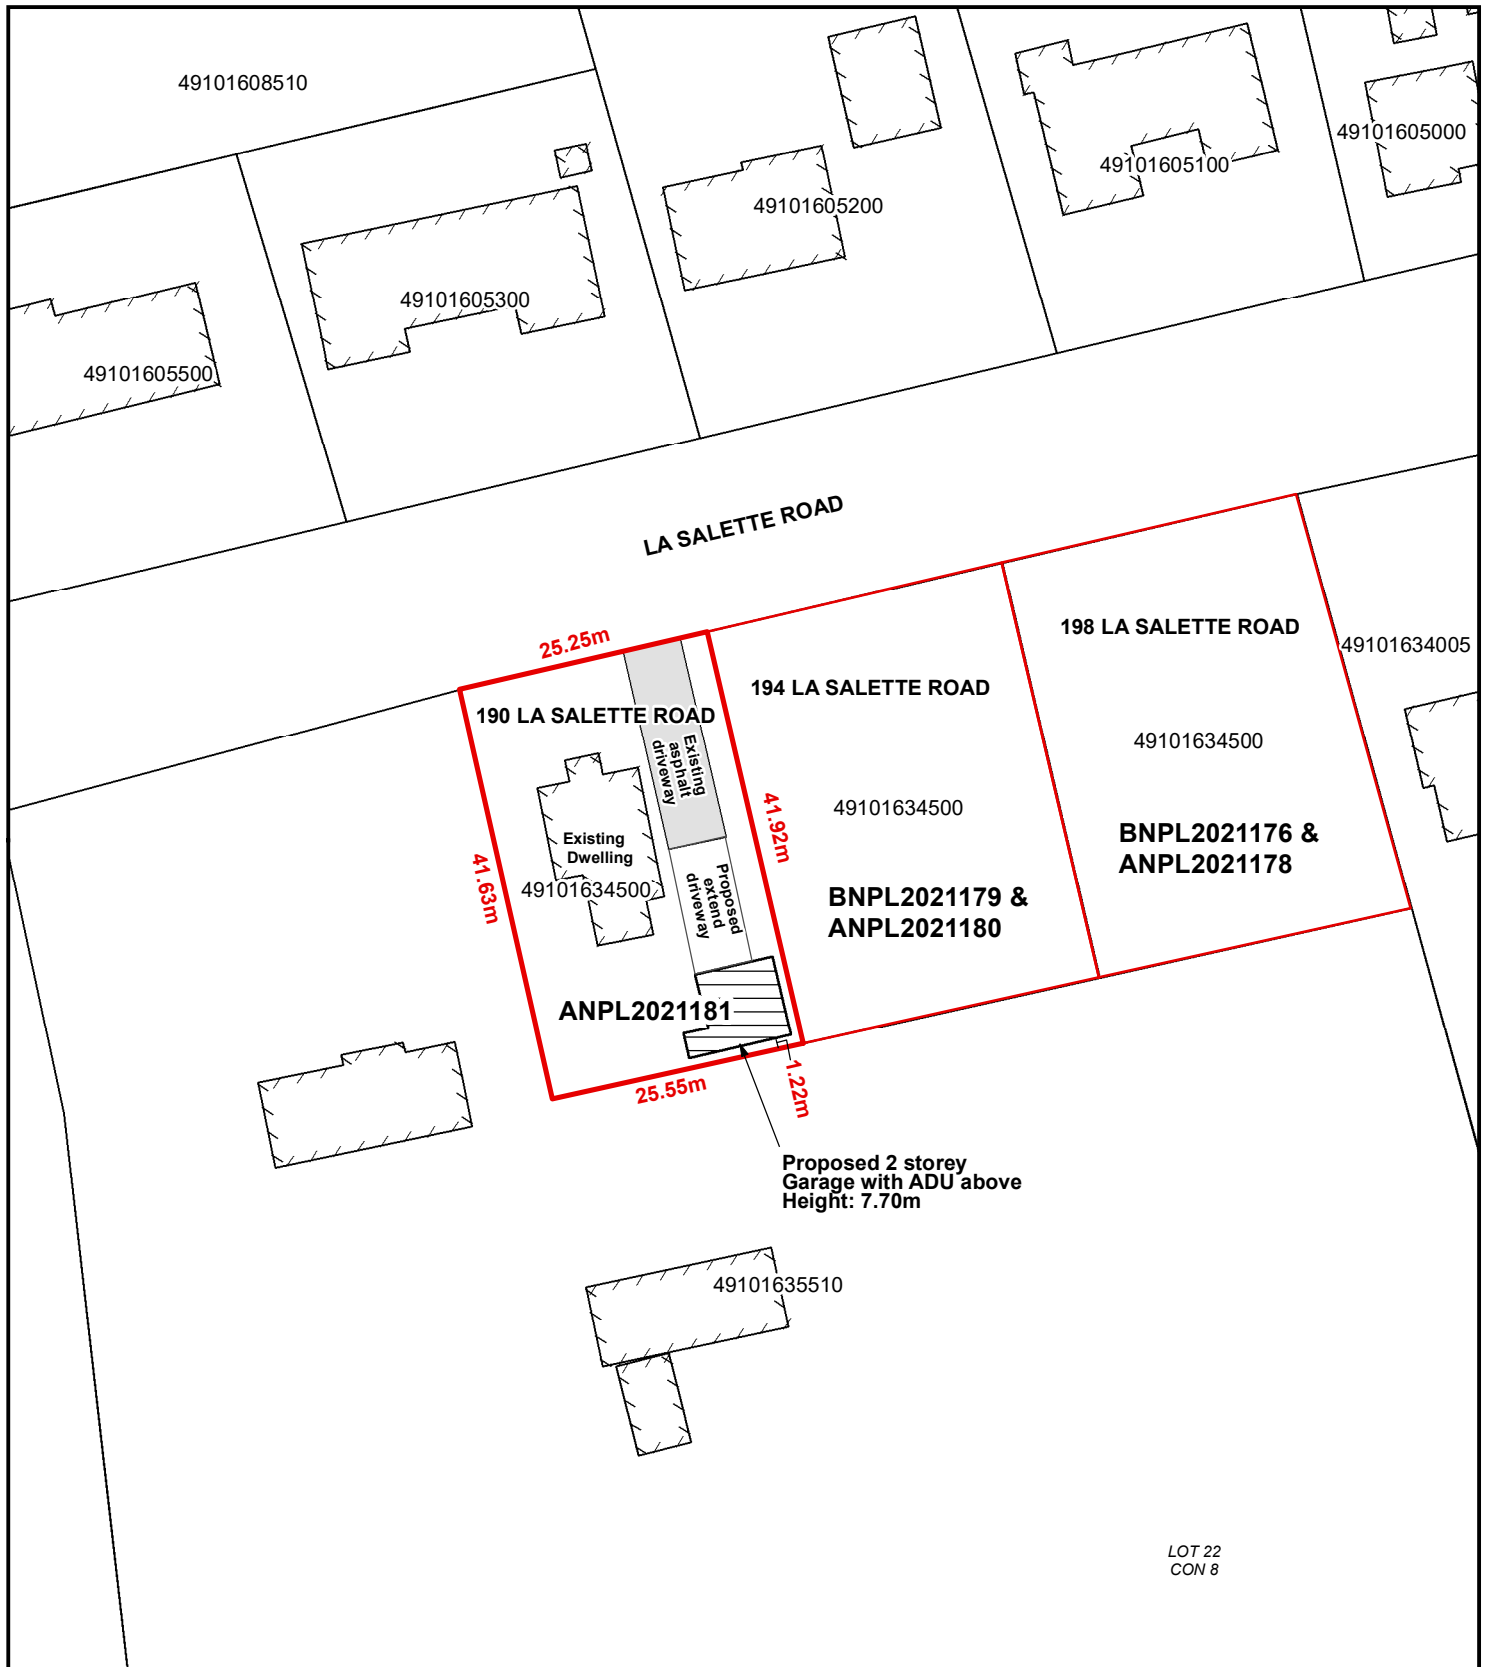 49101608510
49101605000
49101605100
49101605200
49101605300
49101605500
LA SALETTE ROAD
198 LA SALETTE ROAD
25.25m
49101634005
194 LA SALETTE ROAD
190 LA SALETTE ROAD
49101634500
Existing
asphalt
driveway
49101634500
41.92m
BNPL2021176 &
ANPL2021178
Existing
Dwelling
41.63m
49101634500
Proposed
extend
driveway
BNPL2021179 &
ANPL2021180
ANPL2021181
25.55m
1.22m
Proposed 2 storey
Garage with ADU above
Height: 7.70m
49101635510
LOT 22
CON 8